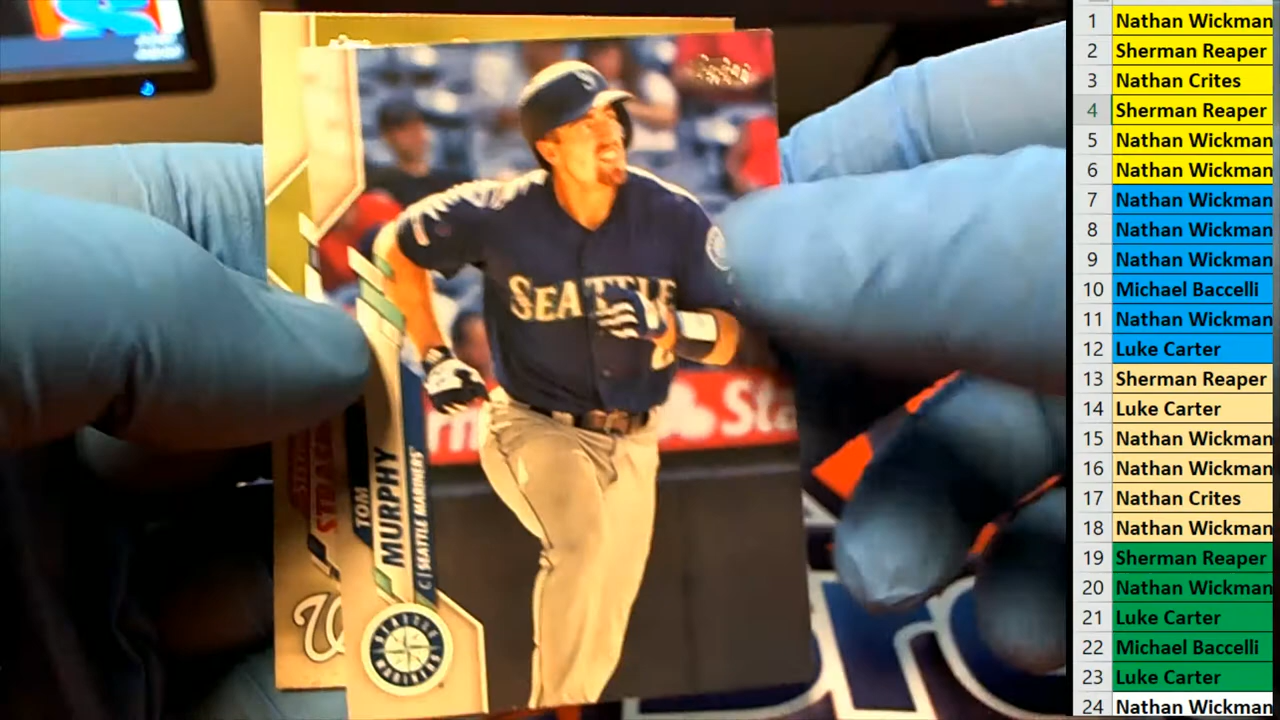 SEATTLE
TOM
MURPHY
C | SEATTLE MARINERS
SEATTLE
MARINERS
W
Sta
1 Nathan Wickman
2 Sherman Reaper
3 Nathan Crites
4 Sherman Reaper
5 Nathan Wickman
6 Nathan Wickman
7 Nathan Wickman
8 Nathan Wickman
9 Nathan Wickman
10 Michael Baccelli
11 Nathan Wickman
12 Luke Carter
13 Sherman Reaper
14 Luke Carter
15 Nathan Wickman
16 Nathan Wickman
17 Nathan Crites
18 Nathan Wickman
19 Sherman Reaper
20 Nathan Wickman
21 Luke Carter
22 Michael Baccelli
23 Luke Carter
24 Nathan Wickman